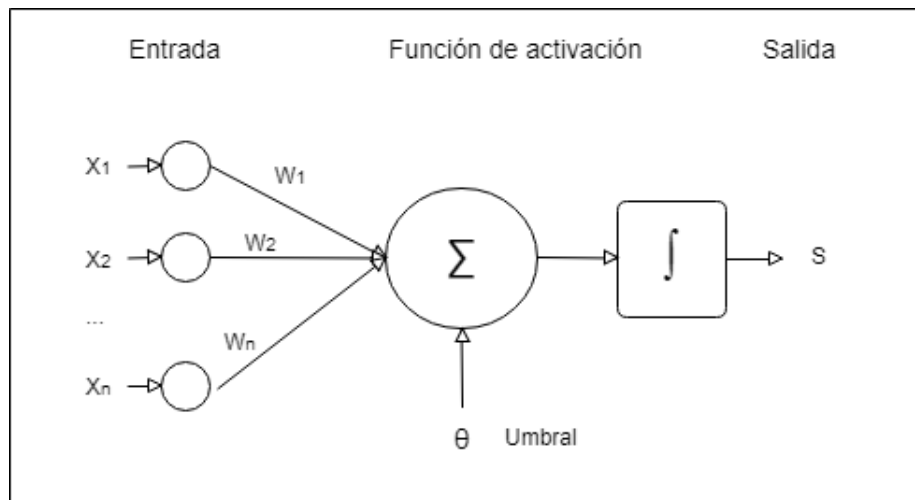 Entrada Función de activación Salida
X1 W1
X2 W2 Σ ∫ S
...
Xn Wn
θ Umbral